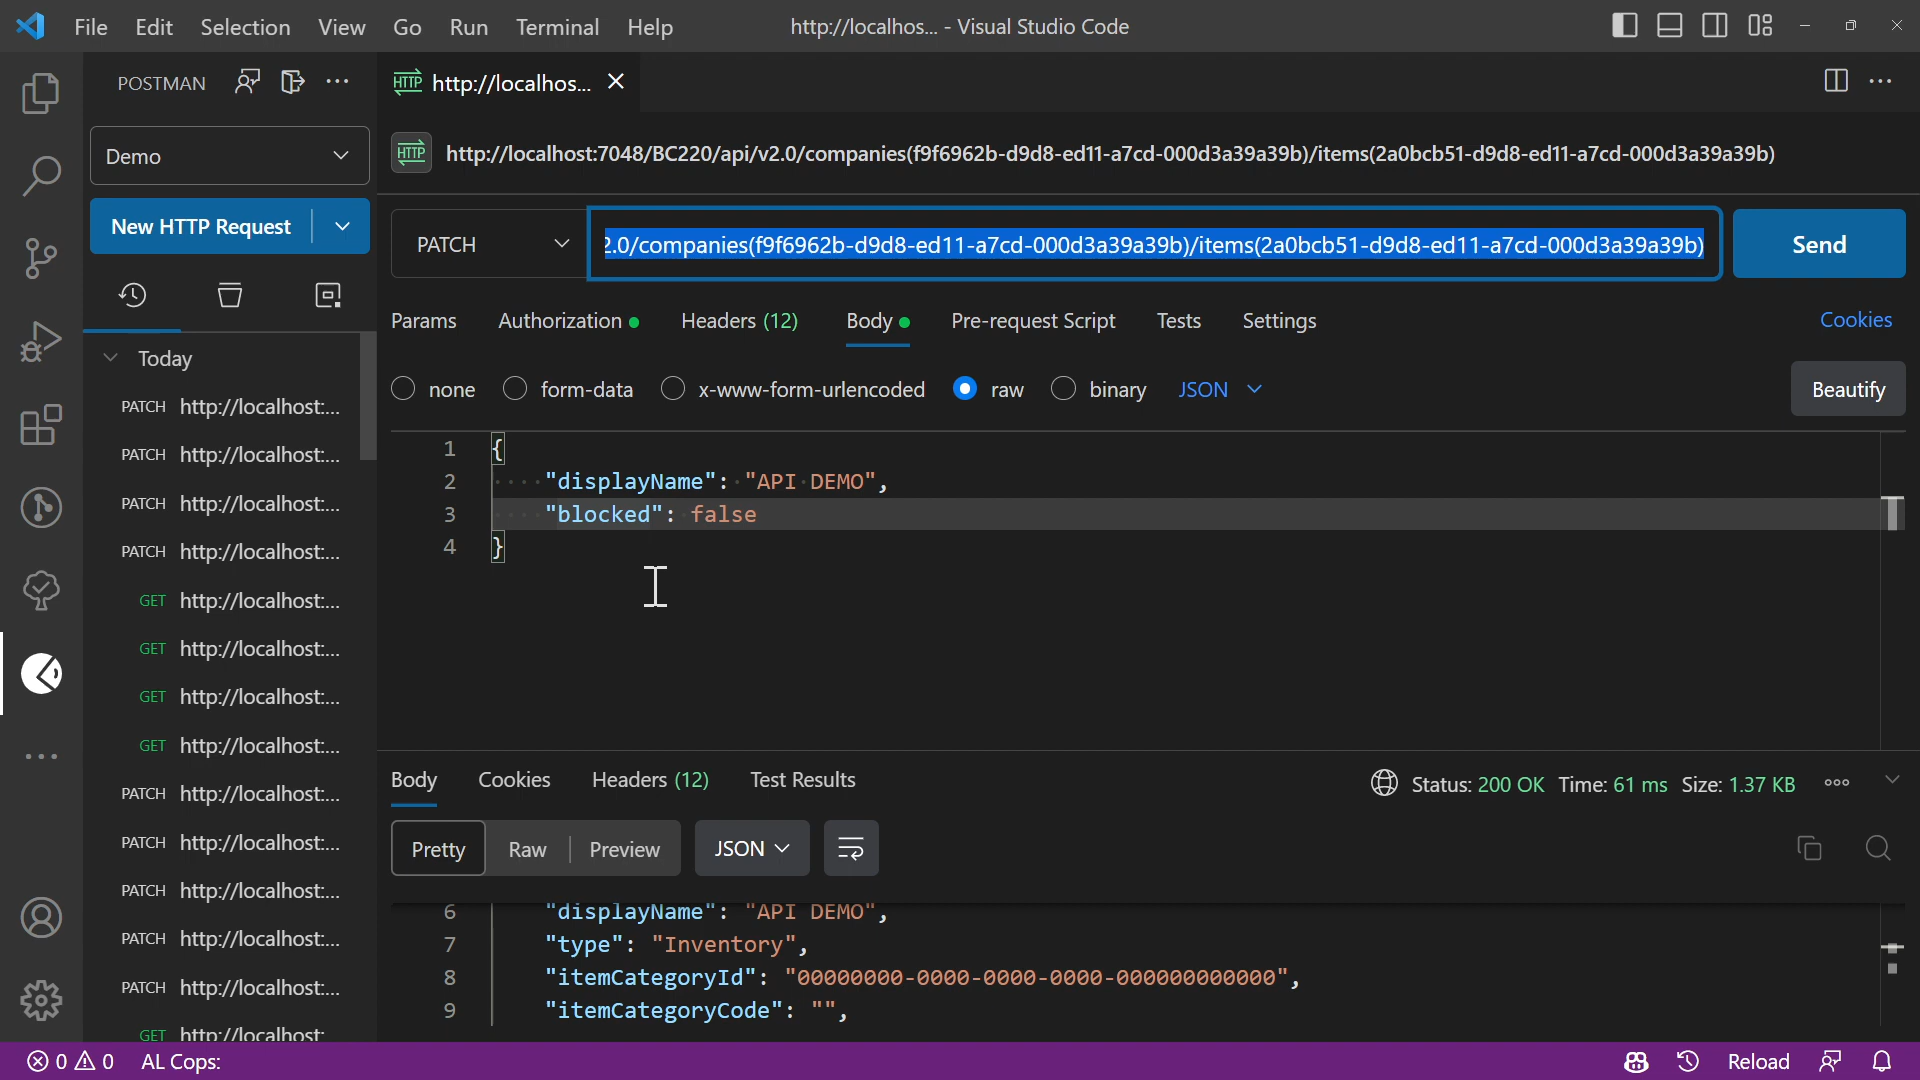 File Edit Selection View Go Run Terminal Help
http://localhos... - Visual Studio Code
POSTMAN
HTTP http://localhos...
Demo
HTTP http://localhost:7048/BC220/api/v2.0/companies(f9f6962b-d9d8-ed11-a7cd-000d3a39a39b)/items(2a0bcb51-d9d8-ed11-a7cd-000d3a39a39b)
New HTTP Request
PATCH 2.0/companies(f9f6962b-d9d8-ed11-a7cd-000d3a39a39b)/items(2a0bcb51-d9d8-ed11-a7cd-000d3a39a39b) Send
Params Authorization Headers (12) Body Pre-request Script Tests Settings Cookies
none form-data x-www-form-urlencoded raw binary JSON Beautify
Today
PATCH http://localhost:...
PATCH http://localhost:...
PATCH http://localhost:...
PATCH http://localhost:...
GET http://localhost:...
GET http://localhost:...
GET http://localhost:...
GET http://localhost:...
PATCH http://localhost:...
PATCH http://localhost:...
PATCH http://localhost:...
PATCH http://localhost:...
PATCH http://localhost:...
GET http://localhost:...
1 {
2 "displayName": "API DEMO",
3 "blocked": false
4 }
Body Cookies Headers (12) Test Results
Status: 200 OK Time: 61 ms Size: 1.37 KB
Pretty Raw Preview JSON
6 "displayName": "API DEMO",
7 "type": "Inventory",
8 "itemCategoryId": "00000000-0000-0000-0000-000000000000",
9 "itemCategoryCode": "",
0 0 AL Cops:
Reload